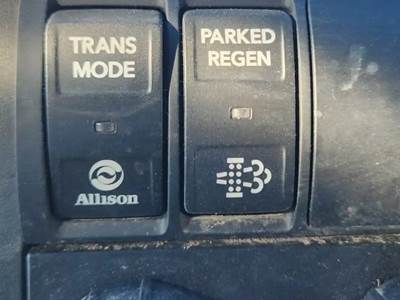 TRANS
MODE
Allison
PARKED
REGEN